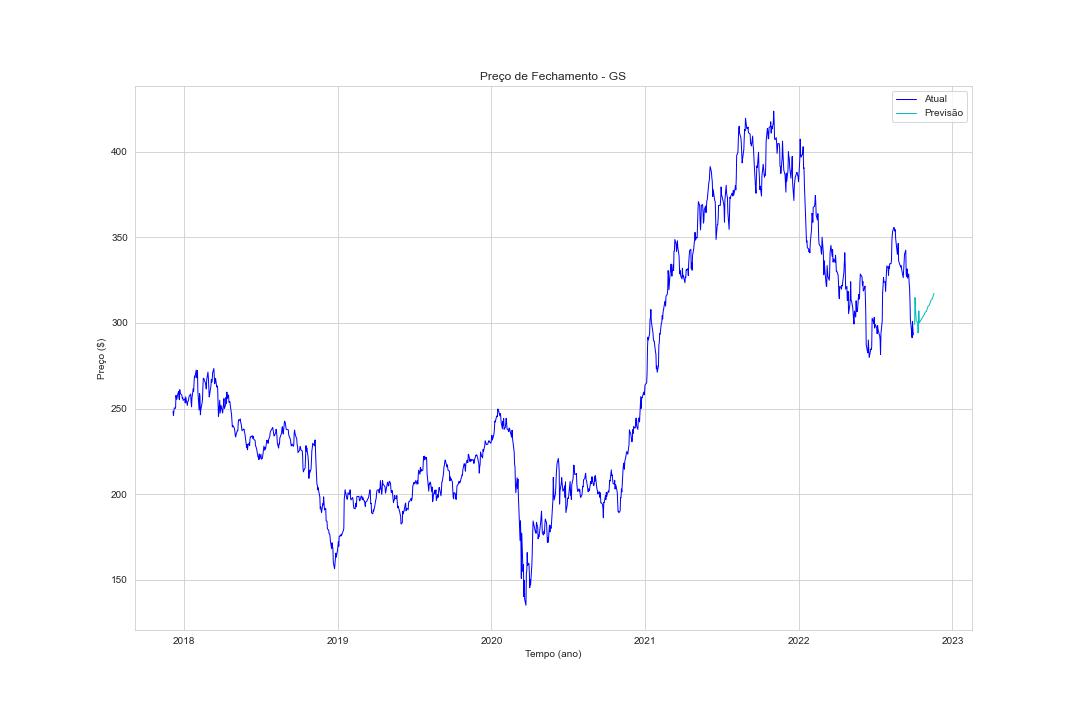 Preço de Fechamento - GS
Atual
Previsão
Preço ($)
400
350
300
250
200
150
2018 2019 2020 2021 2022 2023
Tempo (ano)